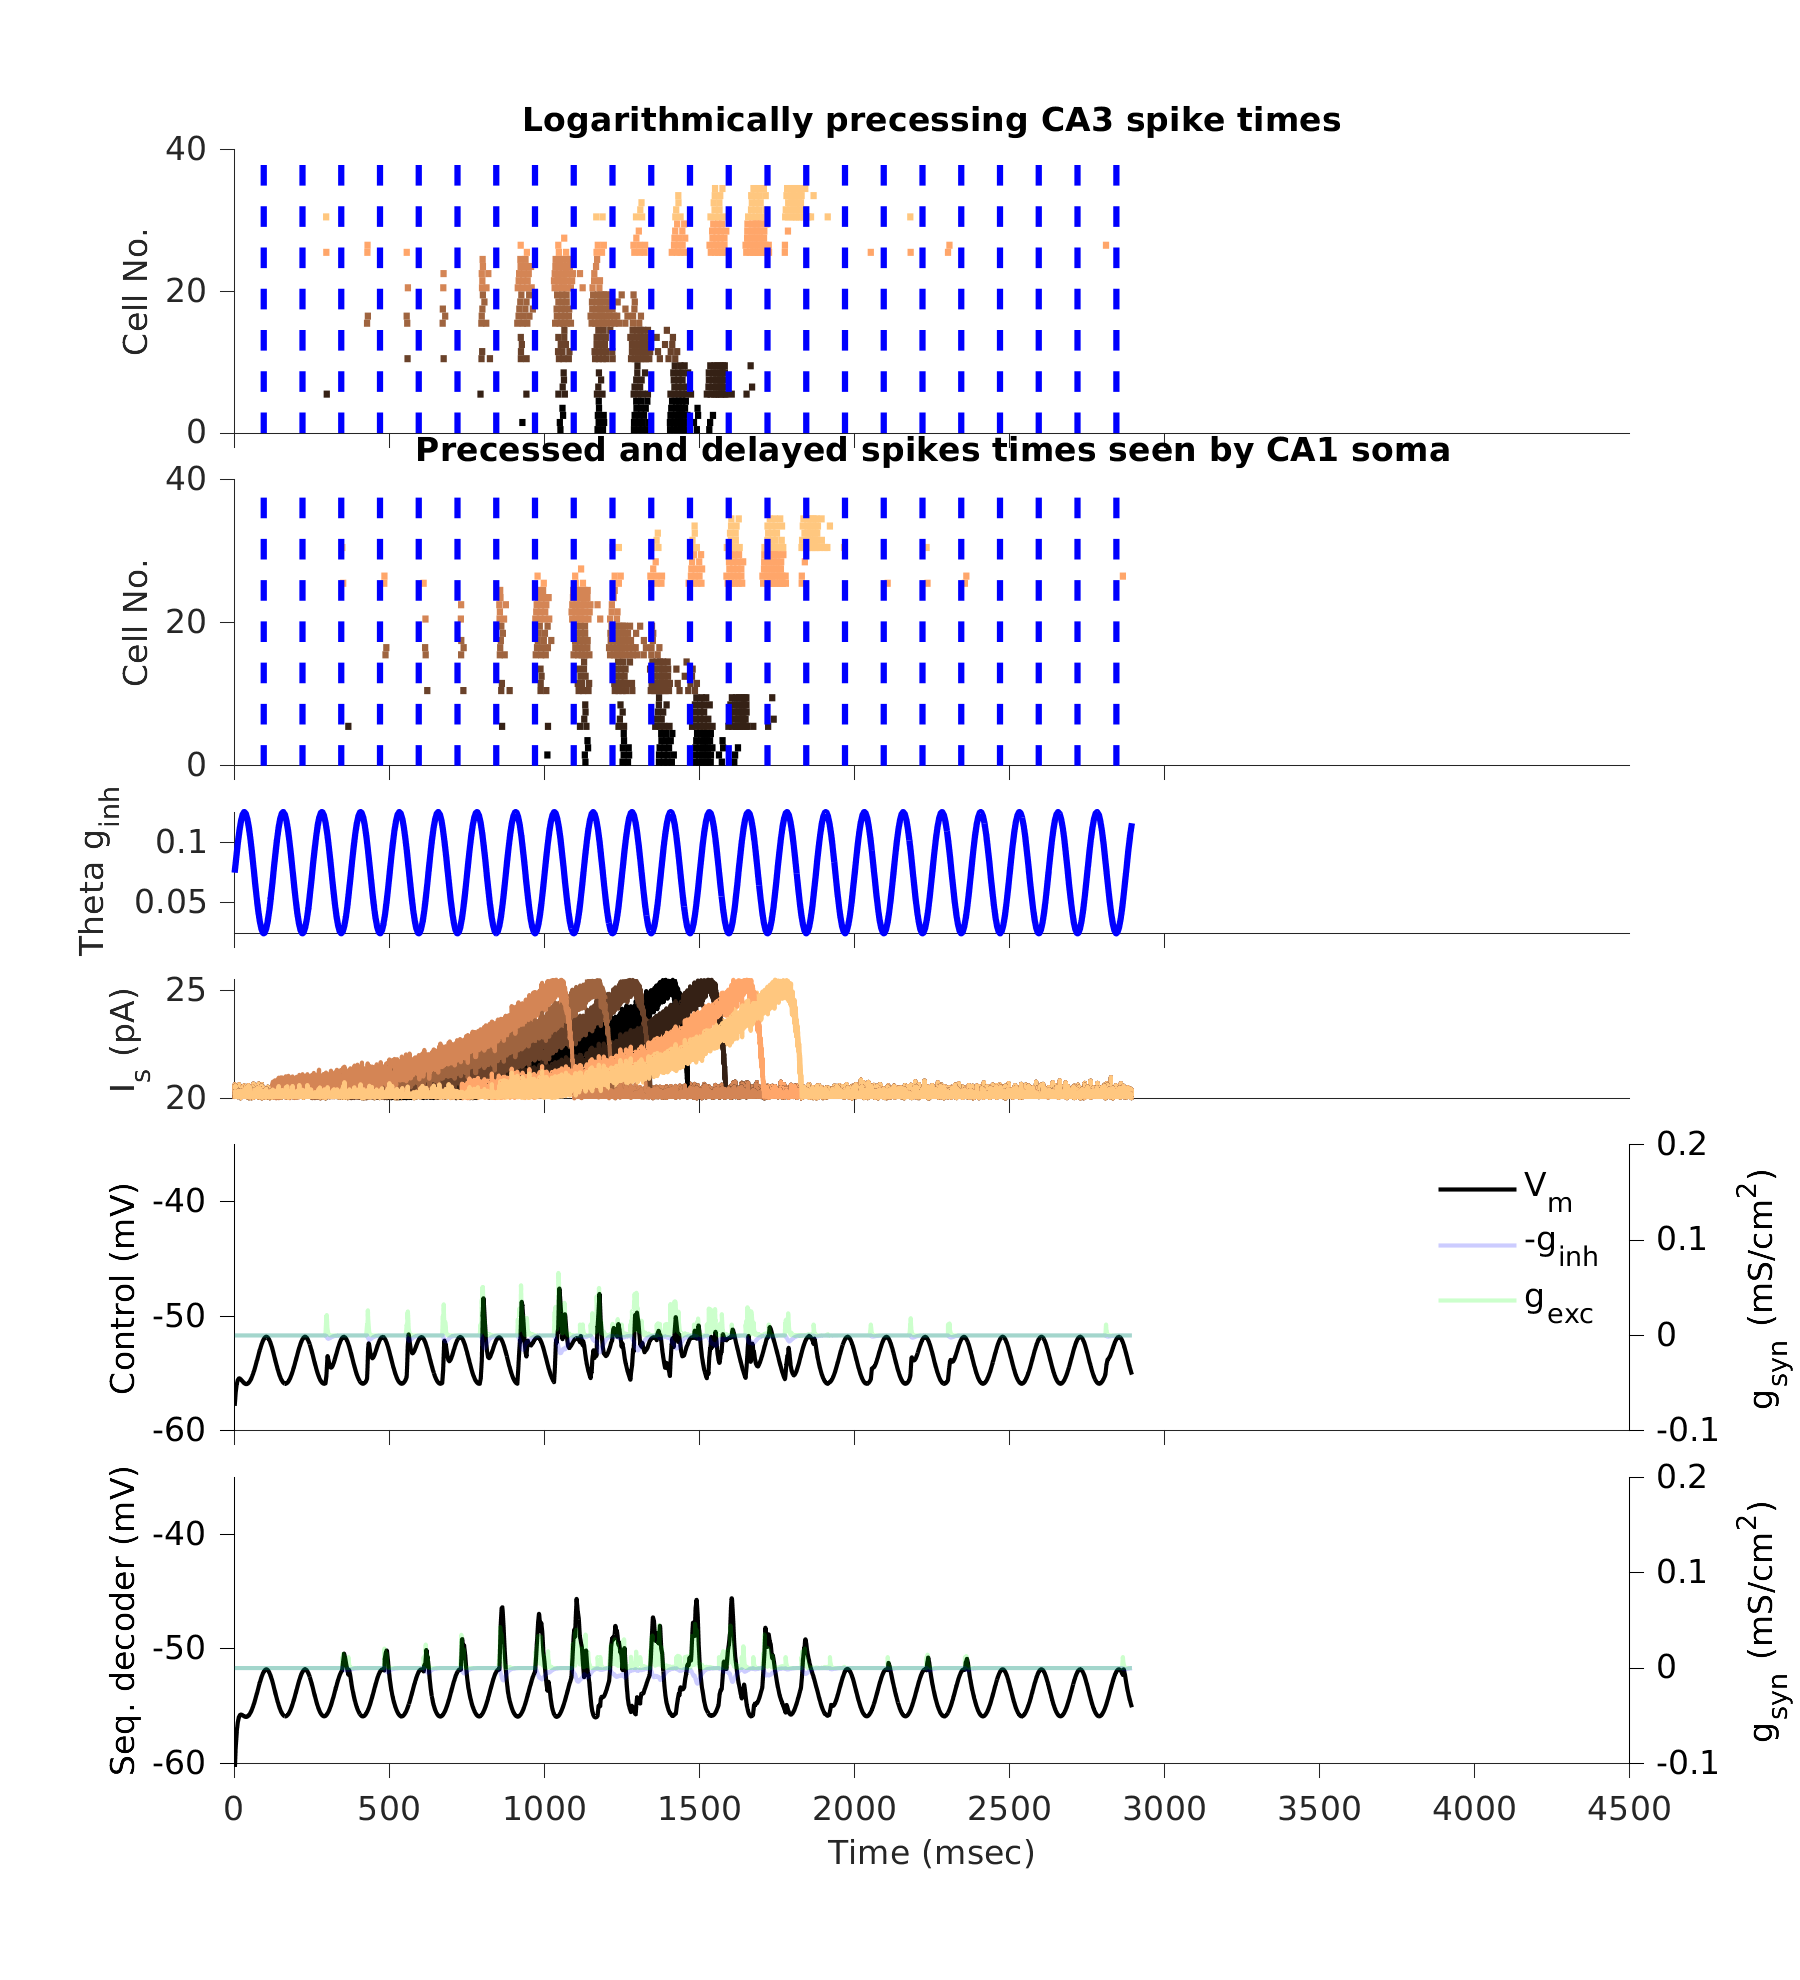 Logarithmically precessing CA3 spike times
40
20
0
Cell No.
Precessed and delayed spikes times seen by CA1 soma
40
20
0
Cell No.
0.1
0.05
Theta g_inh
25
20
I_s (pA)
-40
-50
-60
Control (mV)
V_m
-g_inh
g_exc
0.2
0.1
0
-0.1
g_syn (mS/cm^2)
-40
-50
-60
Seq. decoder (mV)
0.2
0.1
0
-0.1
g_syn (mS/cm^2)
0 500 1000 1500 2000 2500 3000 3500 4000 4500
Time (msec)